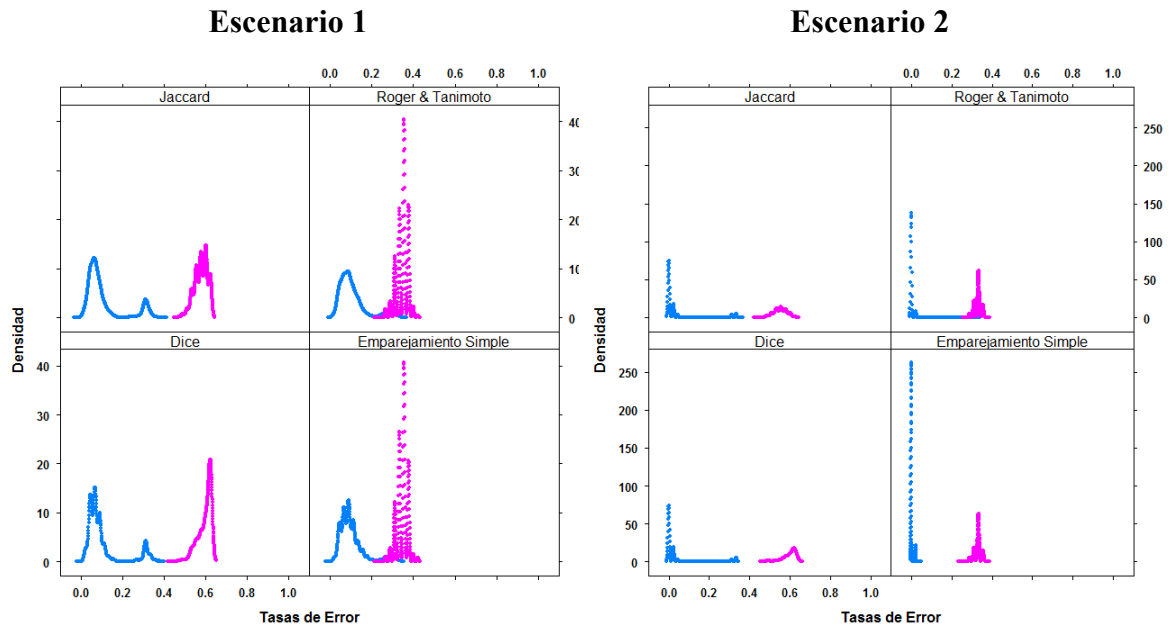 Escenario 1
Escenario 2
0.0 0.2 0.4 0.6 0.8 1.0
0.0 0.2 0.4 0.6 0.8 1.0
Jaccard
Roger & Tanimoto
Jaccard
Roger & Tanimoto
40
30
20
10
0
250
200
150
100
50
0
Densidad
Densidad
Dice
Emparejamiento Simple
Dice
Emparejamiento Simple
40
30
20
10
0
250
200
150
100
50
0
0.0 0.2 0.4 0.6 0.8 1.0
0.0 0.2 0.4 0.6 0.8 1.0
Tasas de Error
Tasas de Error